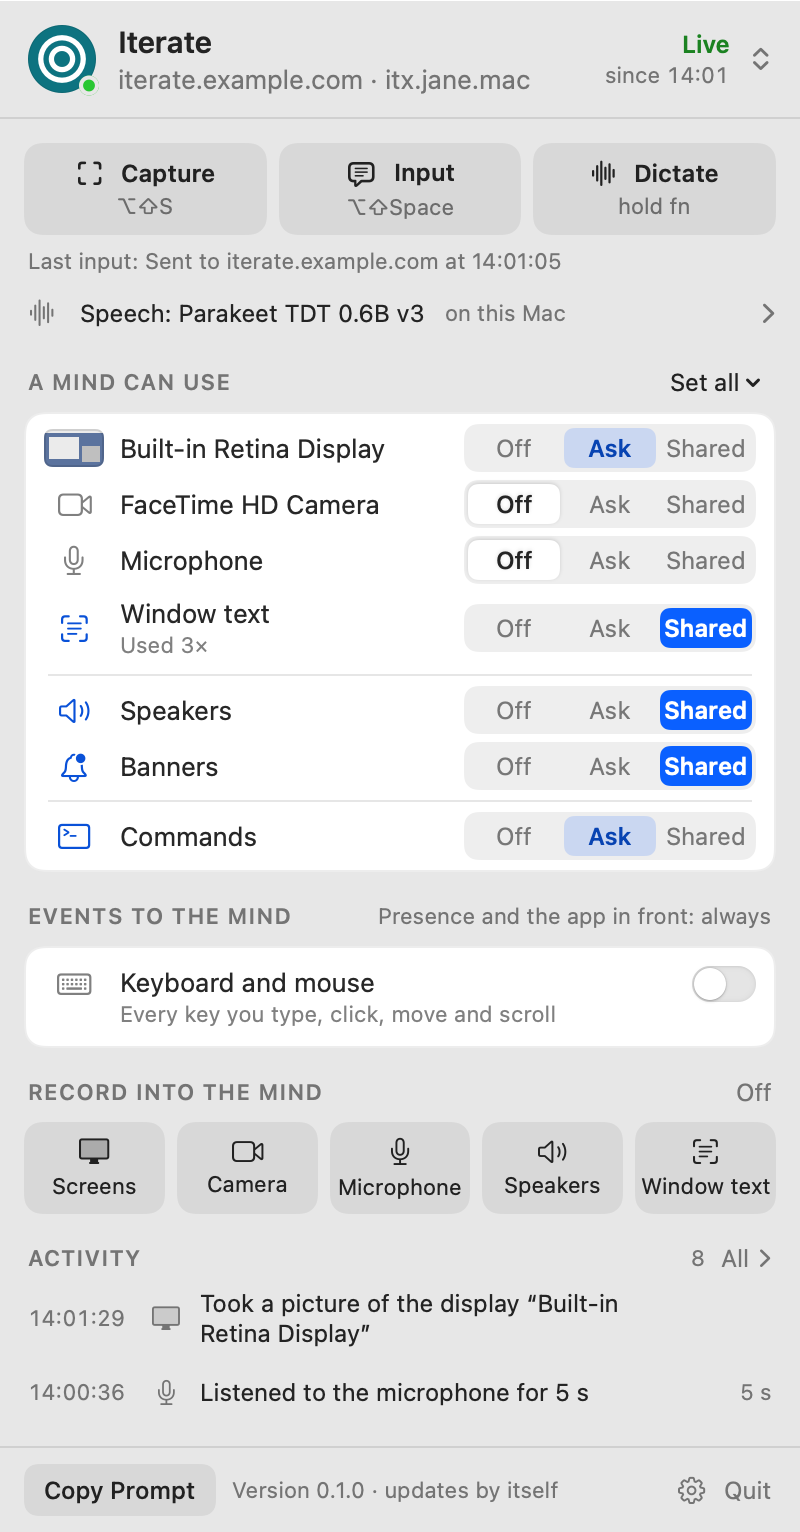 Iterate
iterate.example.com · itx.jane.mac
Live
since 14:01
Capture
⌥⇧S
Input
⌥⇧Space
Dictate
hold fn
Last input: Sent to iterate.example.com at 14:01:05
Speech: Parakeet TDT 0.6B v3 on this Mac
A MIND CAN USE
Set all
Built-in Retina Display Off Ask Shared
FaceTime HD Camera Off Ask Shared
Microphone Off Ask Shared
Window text
Used 3×
Off Ask Shared
Speakers Off Ask Shared
Banners Off Ask Shared
Commands Off Ask Shared
EVENTS TO THE MIND
Presence and the app in front: always
Keyboard and mouse
Every key you type, click, move and scroll
RECORD INTO THE MIND
Off
Screens
Camera
Microphone
Speakers
Window text
ACTIVITY
8 All
14:01:29 Took a picture of the display “Built-in
Retina Display”
14:00:36 Listened to the microphone for 5 s 5 s
Copy Prompt
Version 0.1.0 · updates by itself
Quit